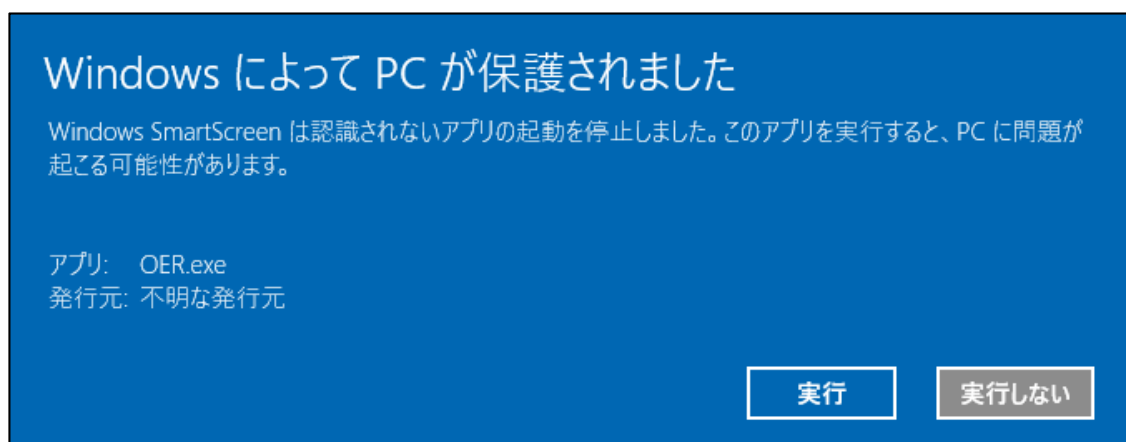 Windows によって PC が保護されました
Windows SmartScreen は認識されないアプリの起動を停止しました。このアプリを実行すると、PC に問題が
起こる可能性があります。
アプリ: OER.exe
発行元: 不明な発行元
実行 実行しない